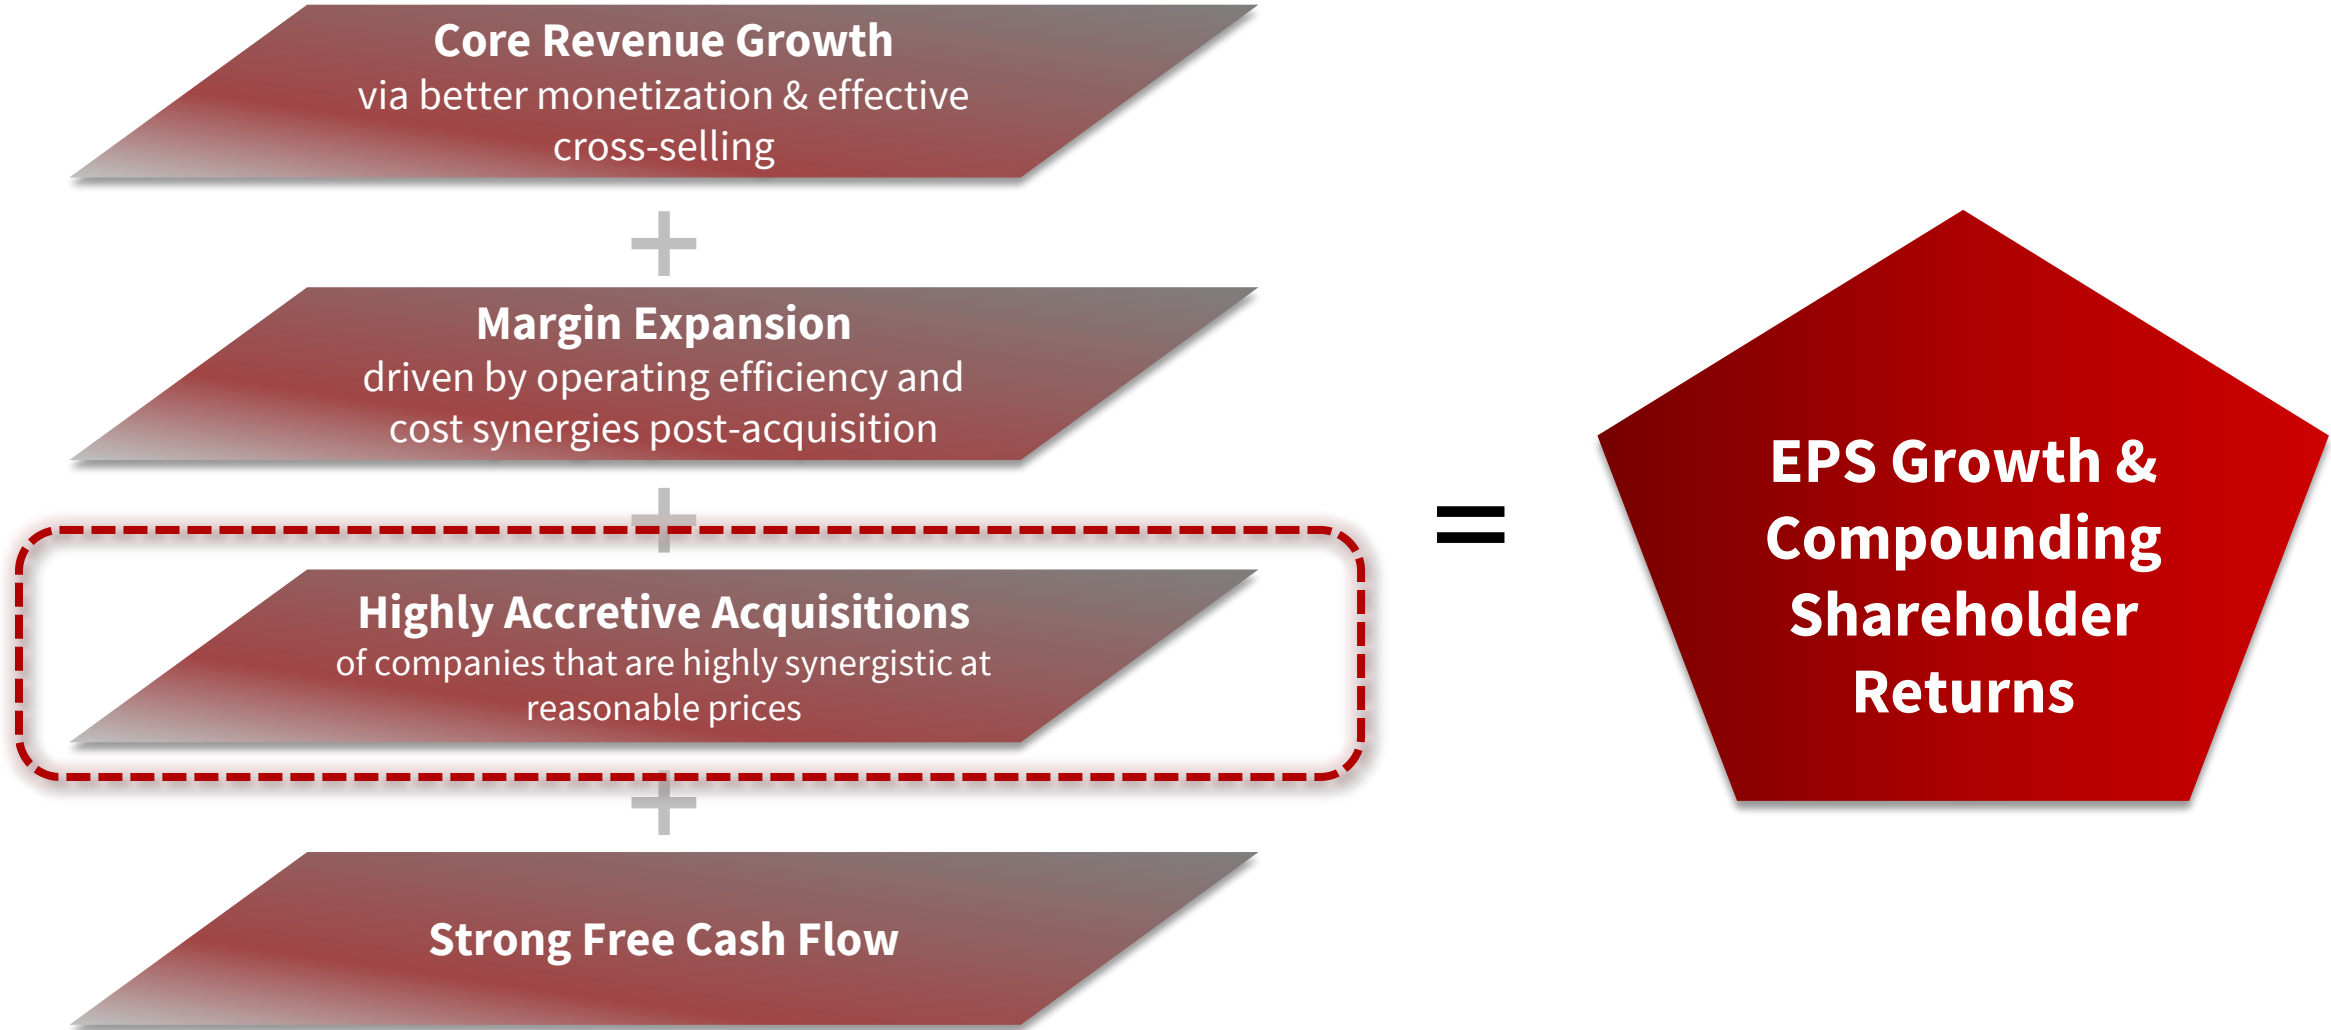 Core Revenue Growth
via better monetization & effective
cross-selling
+
Margin Expansion
driven by operating efficiency and
cost synergies post-acquisition
+
Highly Accretive Acquisitions
of companies that are highly synergistic at
reasonable prices
+
Strong Free Cash Flow
=
EPS Growth &
Compounding
Shareholder
Returns